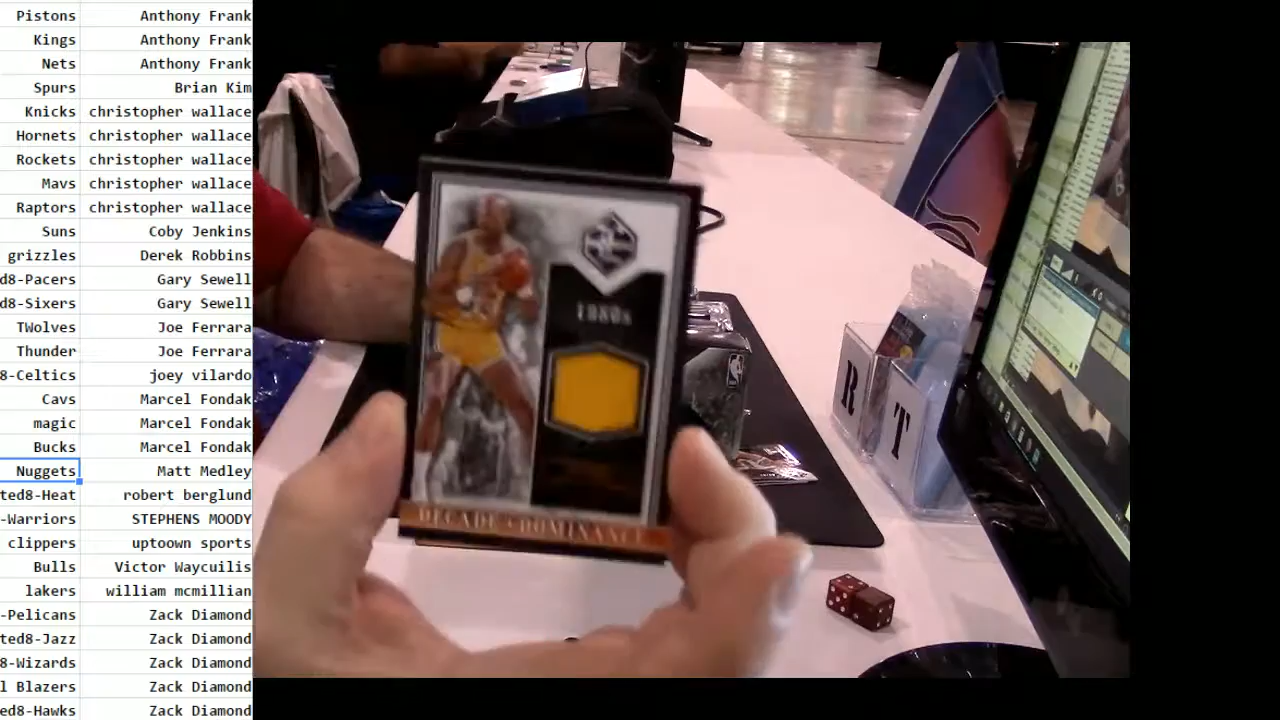 Pistons Anthony Frank
Kings Anthony Frank
Nets Anthony Frank
Spurs Brian Kim
Knicks christopher wallace
Hornets christopher wallace
Rockets christopher wallace
Mavs christopher wallace
Raptors christopher wallace
Suns Coby Jenkins
grizzles Derek Robbins
d8-Pacers Gary Sewell
d8-Sixers Gary Sewell
TWolves Joe Ferrara
Thunder Joe Ferrara
8-Celtics joey vilardo
Cavs Marcel Fondak
magic Marcel Fondak
Bucks Marcel Fondak
Nuggets Matt Medley
ted8-Heat robert berglund
-Warriors STEPHENS MOODY
clippers uptoown sports
Bulls Victor Waycuilis
lakers william mcmillian
-Pelicans Zack Diamond
ted8-Jazz Zack Diamond
8-Wizards Zack Diamond
l Blazers Zack Diamond
ed8-Hawks Zack Diamond
1980s
DECADE DOMINANCE
R
T